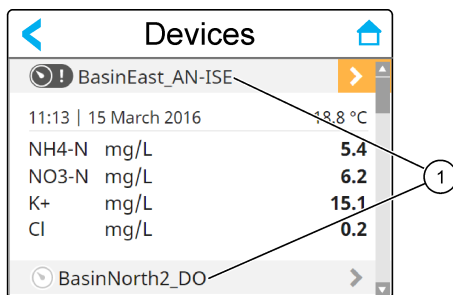 Devices
BasinEast_AN-ISE
11:13 | 15 March 2016 18.8 °C
NH4-N mg/L 5.4
NO3-N mg/L 6.2
K+ mg/L 15.1
Cl mg/L 0.2
BasinNorth2_DO
1